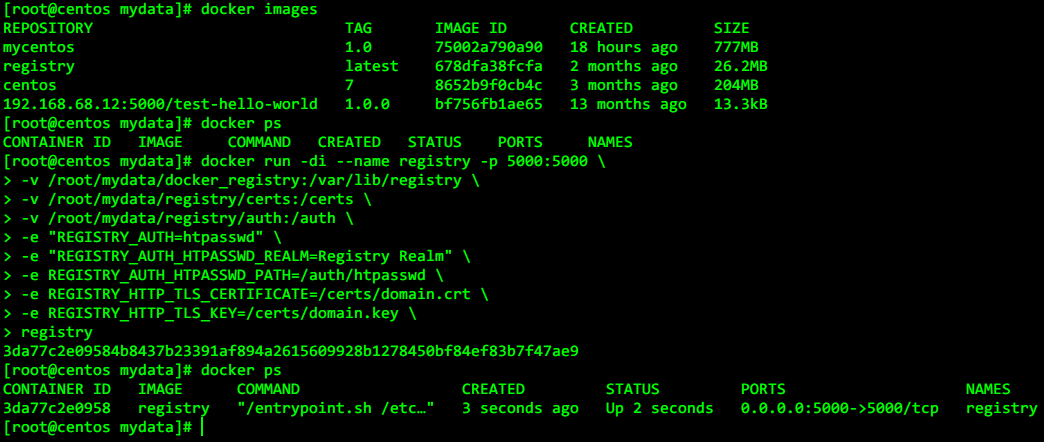 [root@centos mydata]# docker images
REPOSITORY TAG IMAGE ID CREATED SIZE
mycentos 1.0 75002a790a90 18 hours ago 777MB
registry latest 678dfa38fcfa 2 months ago 26.2MB
centos 7 8652b9f0cb4c 3 months ago 204MB
192.168.68.12:5000/test-hello-world 1.0.0 bf756fb1ae65 13 months ago 13.3kB
[root@centos mydata]# docker ps
CONTAINER ID IMAGE COMMAND CREATED STATUS PORTS NAMES
[root@centos mydata]# docker run -di --name registry -p 5000:5000 \
> -v /root/mydata/docker_registry:/var/lib/registry \
> -v /root/mydata/registry/certs:/certs \
> -v /root/mydata/registry/auth:/auth \
> -e "REGISTRY_AUTH=htpasswd" \
> -e "REGISTRY_AUTH_HTPASSWD_REALM=Registry Realm" \
> -e REGISTRY_AUTH_HTPASSWD_PATH=/auth/htpasswd \
> -e REGISTRY_HTTP_TLS_CERTIFICATE=/certs/domain.crt \
> -e REGISTRY_HTTP_TLS_KEY=/certs/domain.key \
> registry
3da77c2e09584b8437b23391af894a2615609928b1278450bf84ef83b7f47ae9
[root@centos mydata]# docker ps
CONTAINER ID IMAGE COMMAND CREATED STATUS PORTS NAMES
3da77c2e0958 registry "/entrypoint.sh /etc…" 3 seconds ago Up 2 seconds 0.0.0.0:5000->5000/tcp registry
[root@centos mydata]#